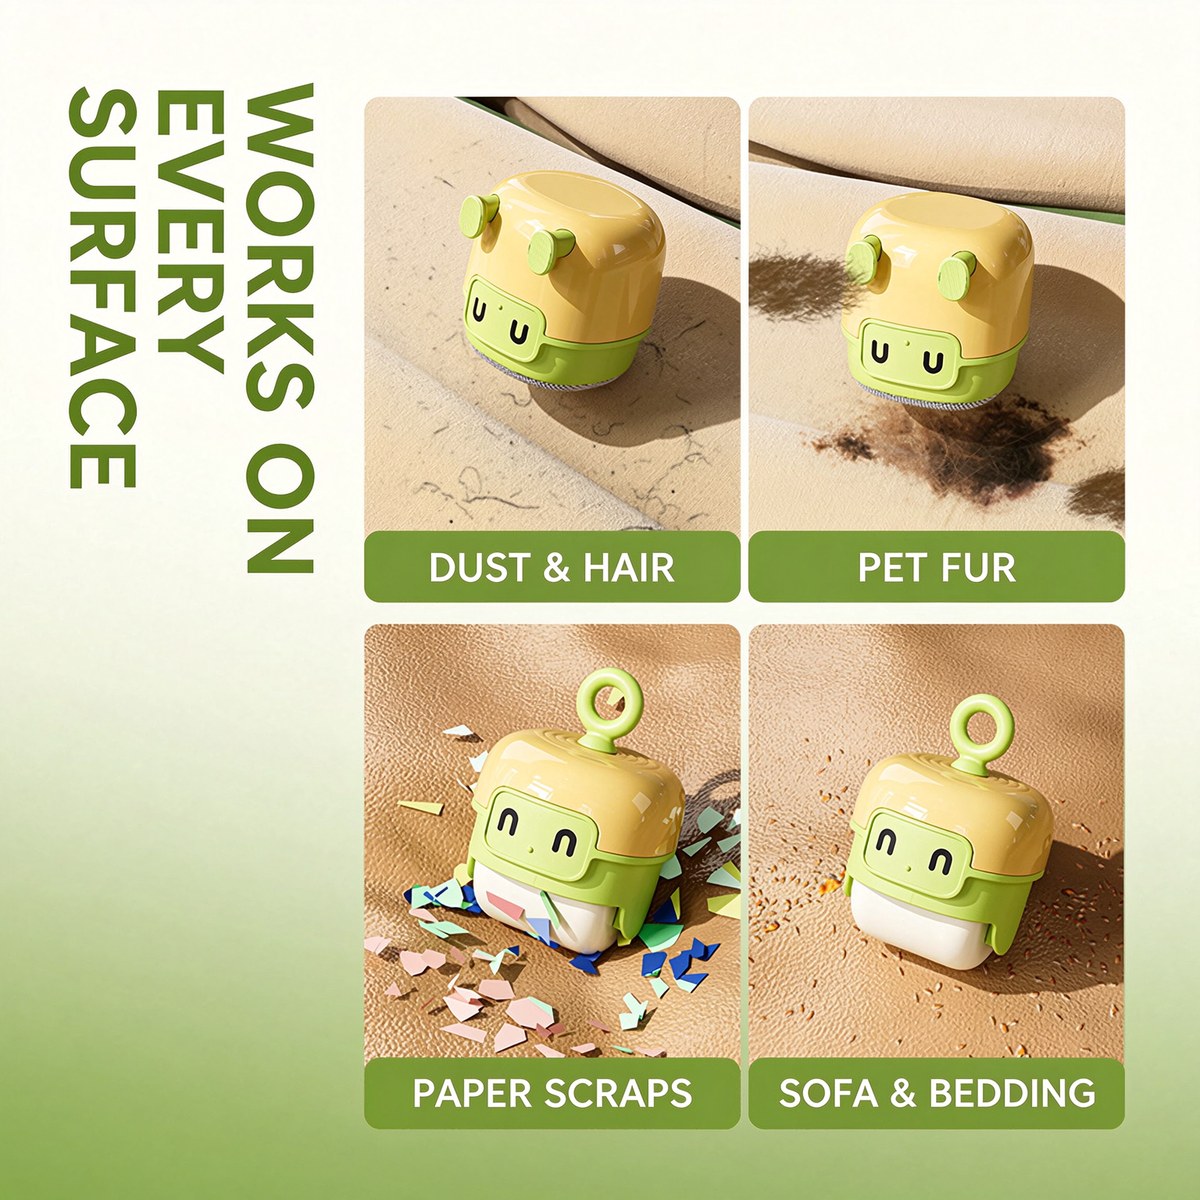 WORKS ON
EVERY
SURFACE
DUST & HAIR
PET FUR
PAPER SCRAPS
SOFA & BEDDING